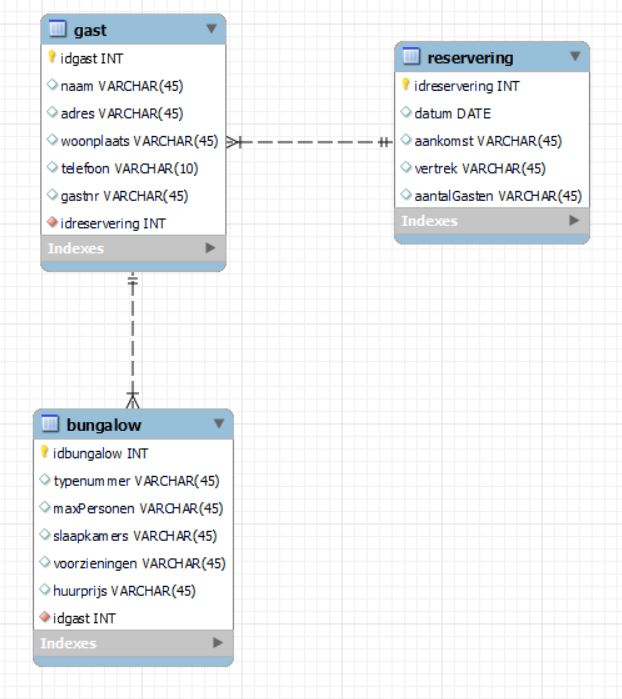 gast
idgast INT
naam VARCHAR(45)
adres VARCHAR(45)
woonplaats VARCHAR(45)
telefoon VARCHAR(10)
gastnr VARCHAR(45)
idreservering INT
Indexes
reservering
idreservering INT
datum DATE
aankomst VARCHAR(45)
vertrek VARCHAR(45)
aantalGasten VARCHAR(45)
Indexes
bungalow
idbungalow INT
typenummer VARCHAR(45)
maxPersonen VARCHAR(45)
slaapkamers VARCHAR(45)
voorzieningen VARCHAR(45)
huurprijs VARCHAR(45)
idgast INT
Indexes